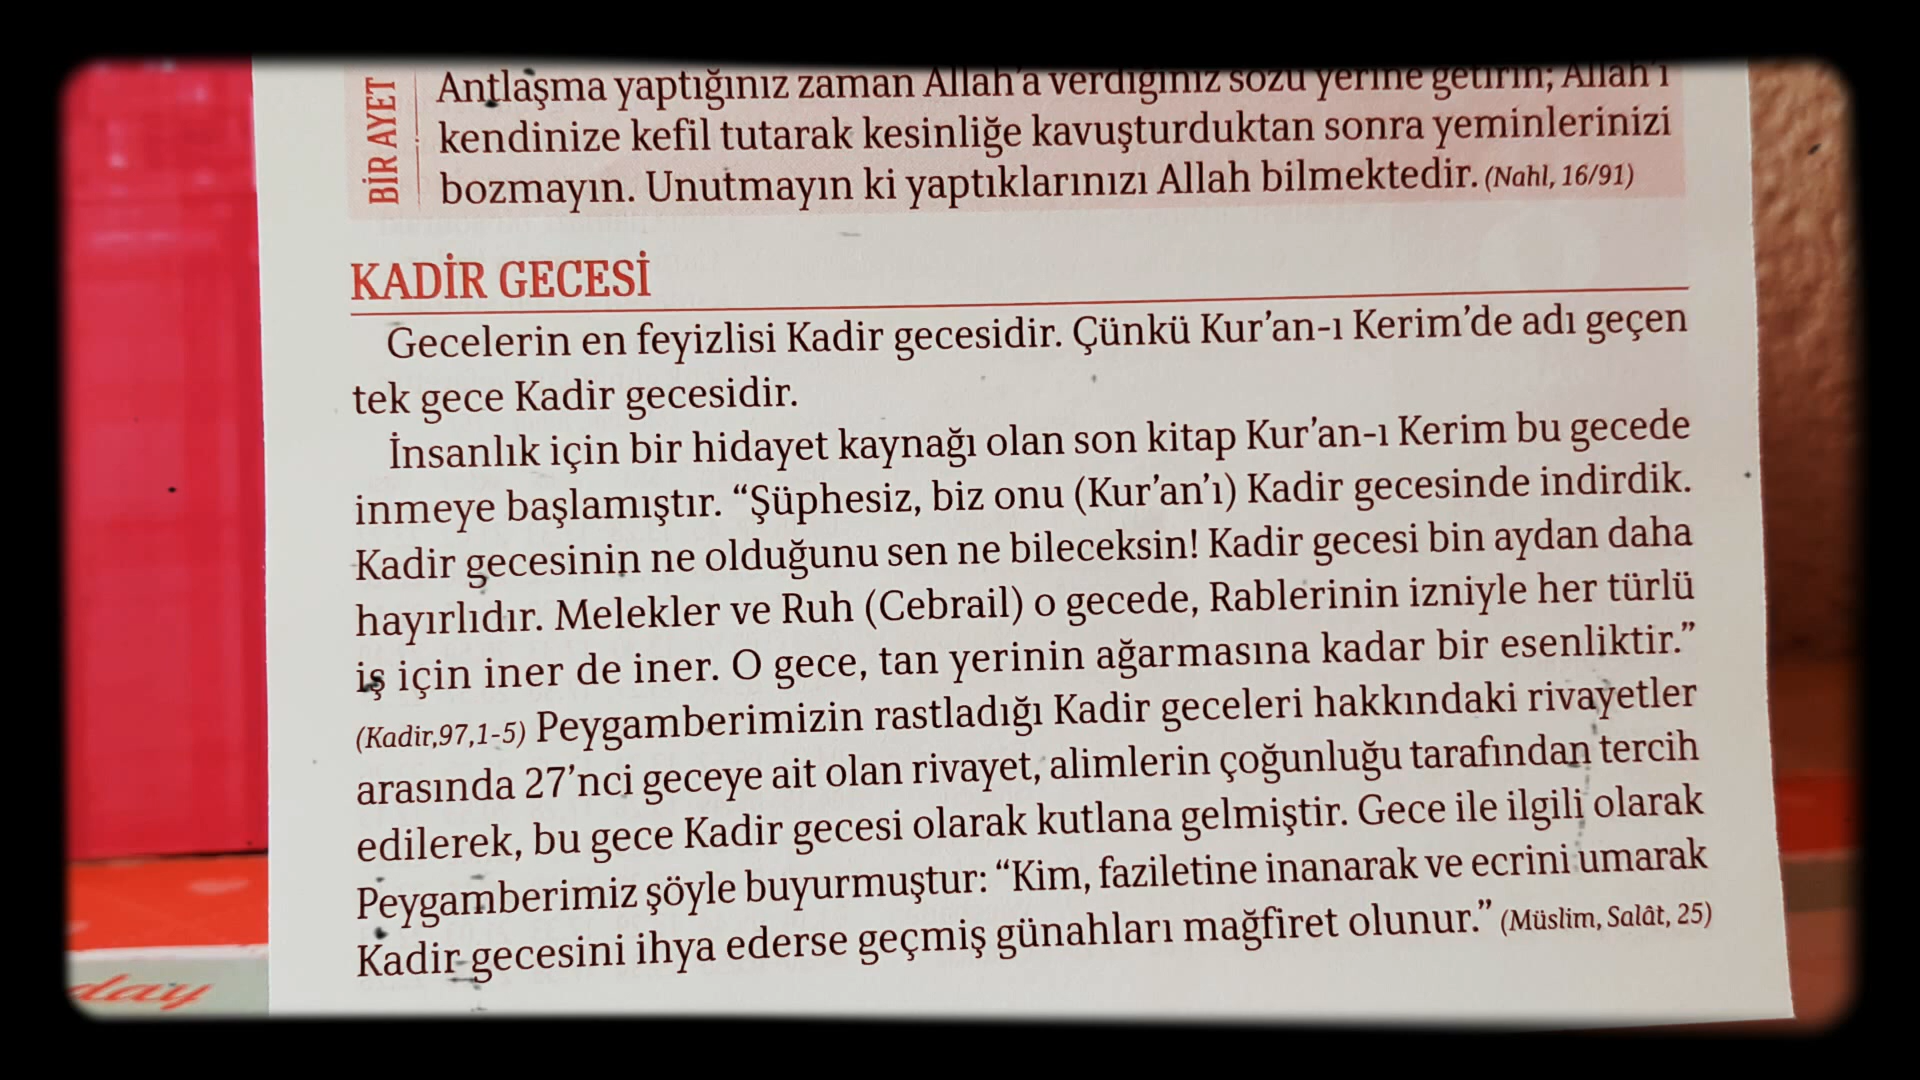 BİR AYET
Antlaşma yaptığınız zaman Allah'a verdiğiniz sözü yerine getirin; Allah'ı
kendinize kefil tutarak kesinliğe kavuşturduktan sonra yeminlerinizi
bozmayın. Unutmayın ki yaptıklarınızı Allah bilmektedir. (Nahl, 16/91)
KADİR GECESİ
Gecelerin en feyizlisi Kadir gecesidir. Çünkü Kur'an-ı Kerim'de adı geçen
tek gece Kadir gecesidir.
İnsanlık için bir hidayet kaynağı olan son kitap Kur'an-ı Kerim bu gecede
inmeye başlamıştır. “Şüphesiz, biz onu (Kur'an'ı) Kadir gecesinde indirdik.
Kadir gecesinin ne olduğunu sen ne bileceksin! Kadir gecesi bin aydan daha
hayırlıdır. Melekler ve Ruh (Cebrail) o gecede, Rablerinin izniyle her türlü
iş için iner de iner. O gece, tan yerinin ağarmasına kadar bir esenliktir.”
(Kadir,97,1-5) Peygamberimizin rastladığı Kadir geceleri hakkındaki rivayetler
arasında 27'nci geceye ait olan rivayet, alimlerin çoğunluğu tarafından tercih
edilerek, bu gece Kadir gecesi olarak kutlana gelmiştir. Gece ile ilgili olarak
Peygamberimiz şöyle buyurmuştur: “Kim, faziletine inanarak ve ecrini umarak
Kadir gecesini ihya ederse geçmiş günahları mağfiret olunur.” (Müslim, Salât, 25)
day